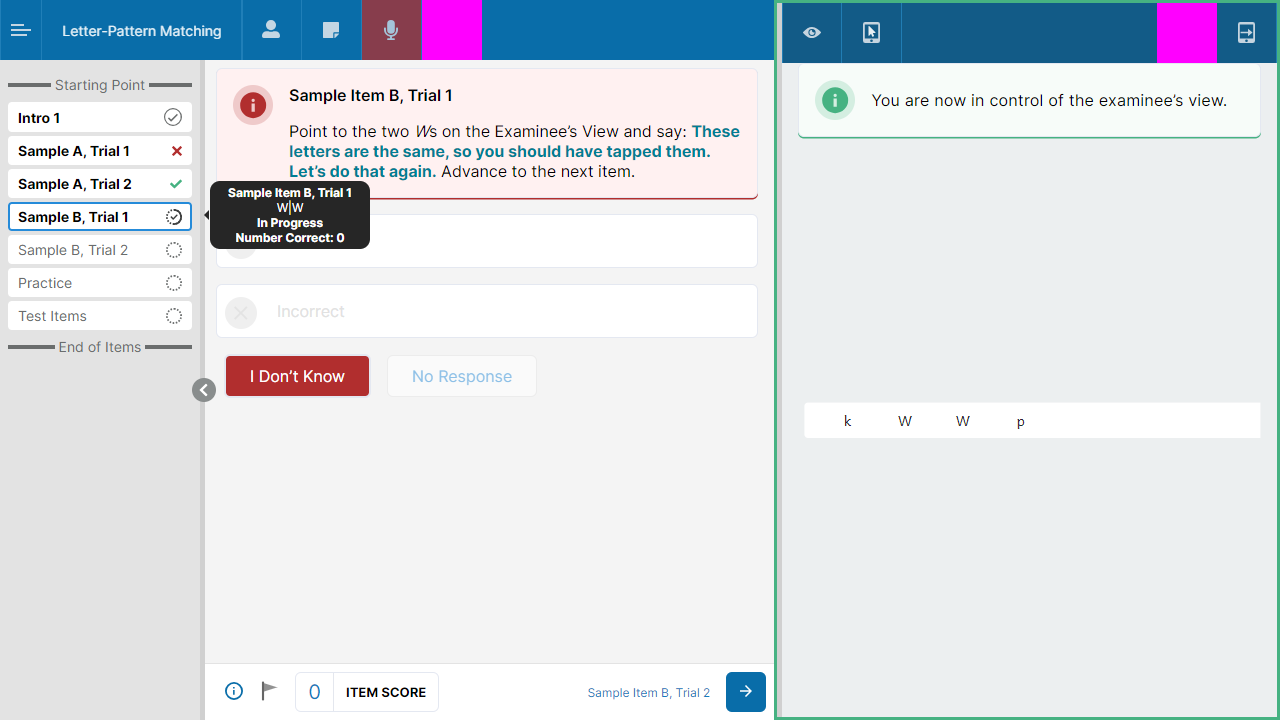 Letter-Pattern Matching
Starting Point
Intro 1
Sample A, Trial 1
Sample A, Trial 2
Sample B, Trial 1
Sample B, Trial 2
Practice
Test Items
End of Items
Sample Item B, Trial 1
Point to the two Ws on the Examinee’s View and say: These
letters are the same, so you should have tapped them.
Let’s do that again. Advance to the next item.
Sample Item B, Trial 1
W|W
In Progress
Number Correct: 0
Incorrect
I Don’t Know
No Response
0 ITEM SCORE
Sample Item B, Trial 2
You are now in control of the examinee’s view.
k W W p